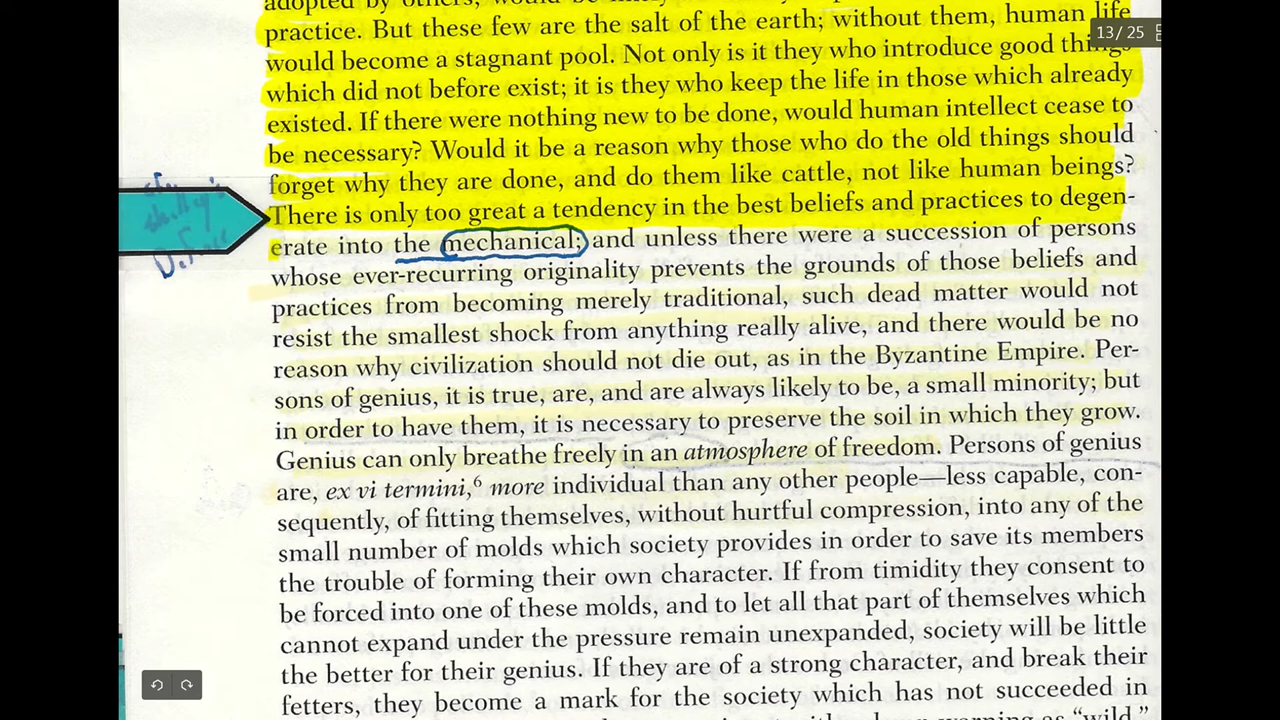 adopted by others, would be
practice. But these few are the salt of the earth; without them, human life
13 / 25
would become a stagnant pool. Not only is it they who introduce good things
which did not before exist; it is they who keep the life in those which already
existed. If there were nothing new to be done, would human intellect cease to
be necessary? Would it be a reason why those who do the old things should
forget why they are done, and do them like cattle, not like human beings?
There is only too great a tendency in the best beliefs and practices to degen-
erate into the mechanical; and unless there were a succession of persons
whose ever-recurring originality prevents the grounds of those beliefs and
practices from becoming merely traditional, such dead matter would not
resist the smallest shock from anything really alive, and there would be no
reason why civilization should not die out, as in the Byzantine Empire. Per-
sons of genius, it is true, are, and are always likely to be, a small minority; but
in order to have them, it is necessary to preserve the soil in which they grow.
Genius can only breathe freely in an atmosphere of freedom. Persons of genius
are, ex vi termini,⁶ more individual than any other people—less capable, con-
sequently, of fitting themselves, without hurtful compression, into any of the
small number of molds which society provides in order to save its members
the trouble of forming their own character. If from timidity they consent to
be forced into one of these molds, and to let all that part of themselves which
cannot expand under the pressure remain unexpanded, society will be little
the better for their genius. If they are of a strong character, and break their
fetters, they become a mark for the society which has not succeeded in
warning as “wild,”